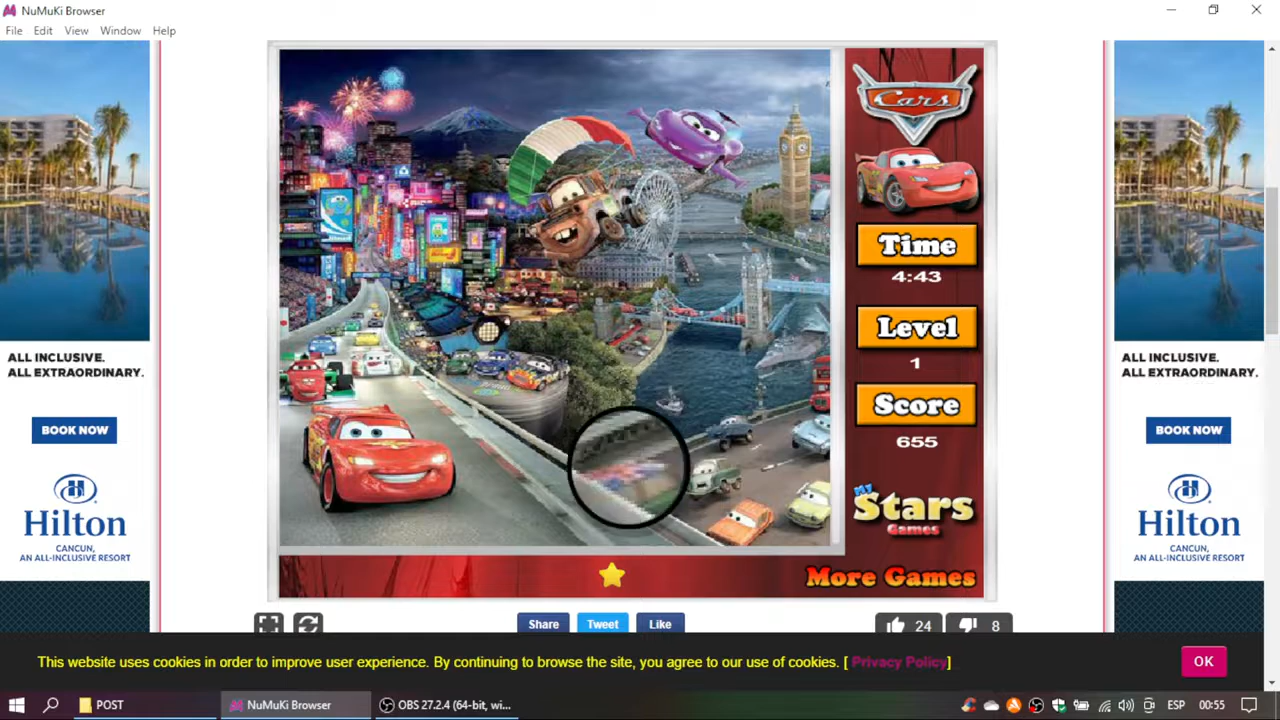 NuMuKi Browser
File Edit View Window Help
Cars
Time
4:43
Level
1
Score
655
MY
Stars
Games
More Games
ALL INCLUSIVE.
ALL EXTRAORDINARY.
BOOK NOW
Hilton
CANCUN,
AN ALL-INCLUSIVE RESORT
ALL INCLUSIVE.
ALL EXTRAORDINARY.
BOOK NOW
Hilton
CANCUN,
AN ALL-INCLUSIVE RESORT
Share Tweet Like 24 8
This website uses cookies in order to improve user experience. By continuing to browse the site, you agree to our use of cookies. [ Privacy Policy]
OK
POST NuMuKi Browser OBS 27.2.4 (64-bit, wi... ESP 00:55